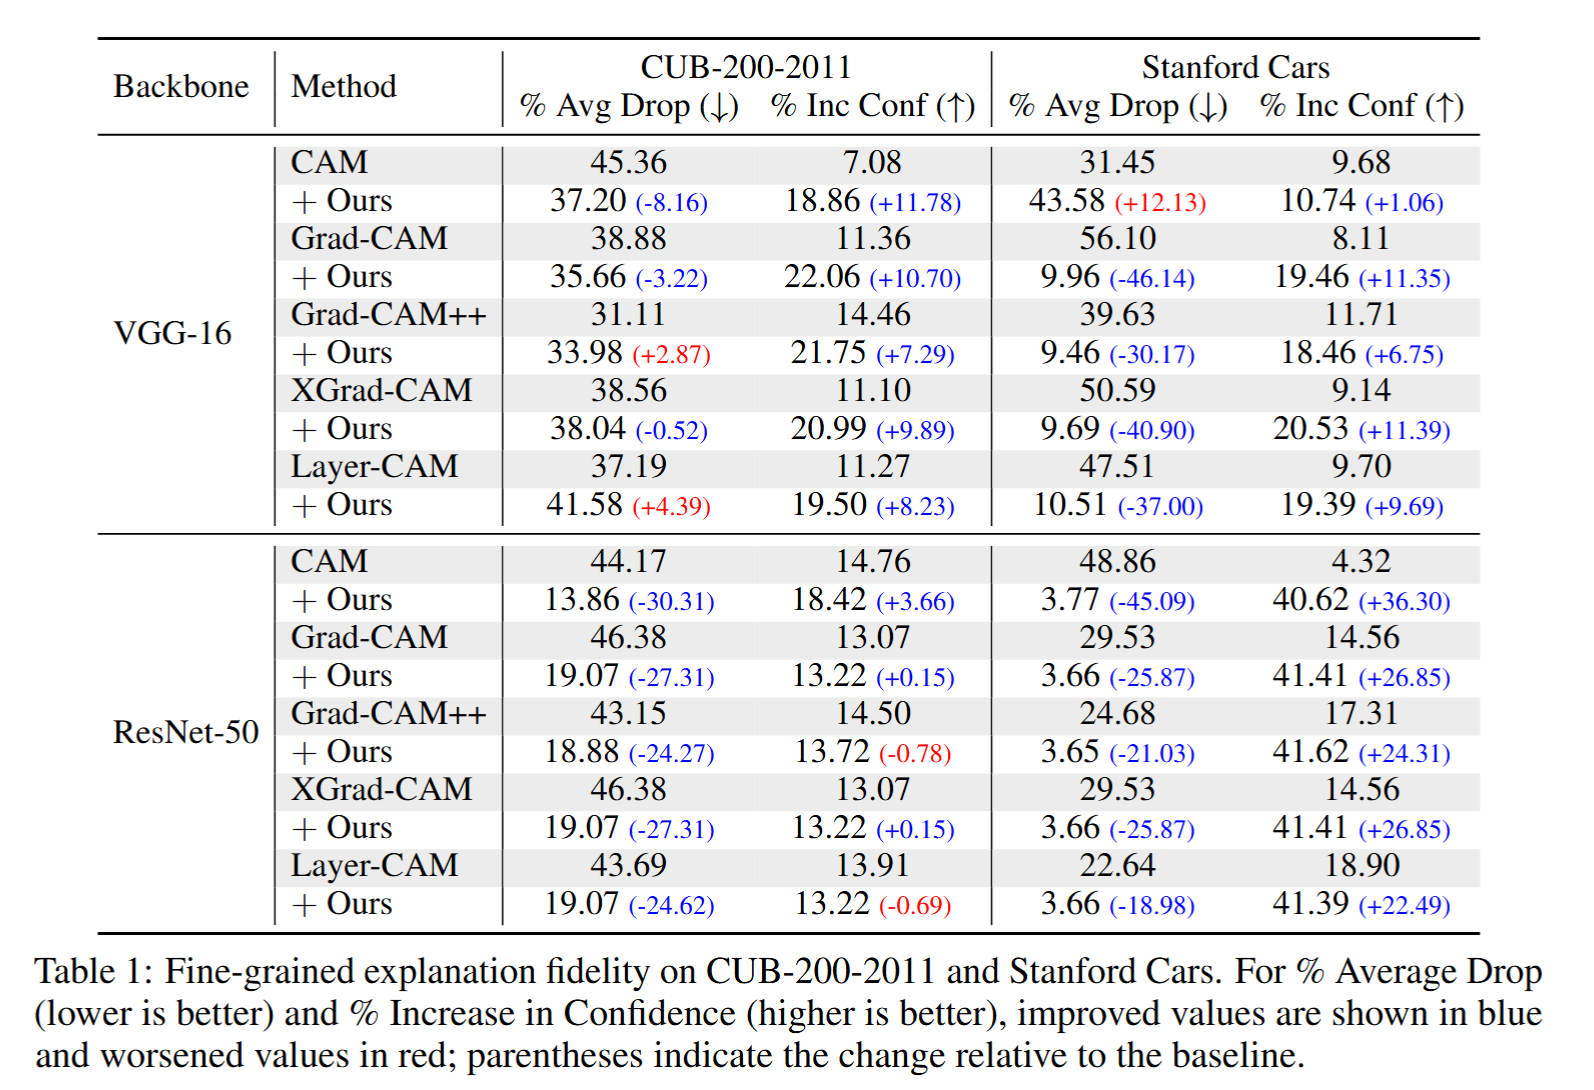 Backbone Method CUB-200-2011 Stanford Cars
% Avg Drop (↓) % Inc Conf (↑) % Avg Drop (↓) % Inc Conf (↑)
VGG-16
CAM 45.36 7.08 31.45 9.68
+ Ours 37.20 (-8.16) 18.86 (+11.78) 43.58 (+12.13) 10.74 (+1.06)
Grad-CAM 38.88 11.36 56.10 8.11
+ Ours 35.66 (-3.22) 22.06 (+10.70) 9.96 (-46.14) 19.46 (+11.35)
Grad-CAM++ 31.11 14.46 39.63 11.71
+ Ours 33.98 (+2.87) 21.75 (+7.29) 9.46 (-30.17) 18.46 (+6.75)
XGrad-CAM 38.56 11.10 50.59 9.14
+ Ours 38.04 (-0.52) 20.99 (+9.89) 9.69 (-40.90) 20.53 (+11.39)
Layer-CAM 37.19 11.27 47.51 9.70
+ Ours 41.58 (+4.39) 19.50 (+8.23) 10.51 (-37.00) 19.39 (+9.69)
ResNet-50
CAM 44.17 14.76 48.86 4.32
+ Ours 13.86 (-30.31) 18.42 (+3.66) 3.77 (-45.09) 40.62 (+36.30)
Grad-CAM 46.38 13.07 29.53 14.56
+ Ours 19.07 (-27.31) 13.22 (+0.15) 3.66 (-25.87) 41.41 (+26.85)
Grad-CAM++ 43.15 14.50 24.68 17.31
+ Ours 18.88 (-24.27) 13.72 (-0.78) 3.65 (-21.03) 41.62 (+24.31)
XGrad-CAM 46.38 13.07 29.53 14.56
+ Ours 19.07 (-27.31) 13.22 (+0.15) 3.66 (-25.87) 41.41 (+26.85)
Layer-CAM 43.69 13.91 22.64 18.90
+ Ours 19.07 (-24.62) 13.22 (-0.69) 3.66 (-18.98) 41.39 (+22.49)
Table 1: Fine-grained explanation fidelity on CUB-200-2011 and Stanford Cars. For % Average Drop
(lower is better) and % Increase in Confidence (higher is better), improved values are shown in blue
and worsened values in red; parentheses indicate the change relative to the baseline.